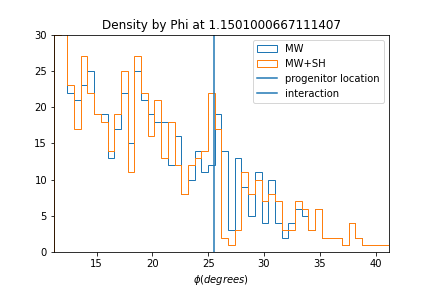 Density by Phi at 1.1501000667111407
30
25
20
15
10
5
0
MW
MW+SH
progenitor location
interaction
15 20 25 30 35 40
ϕ(degrees)